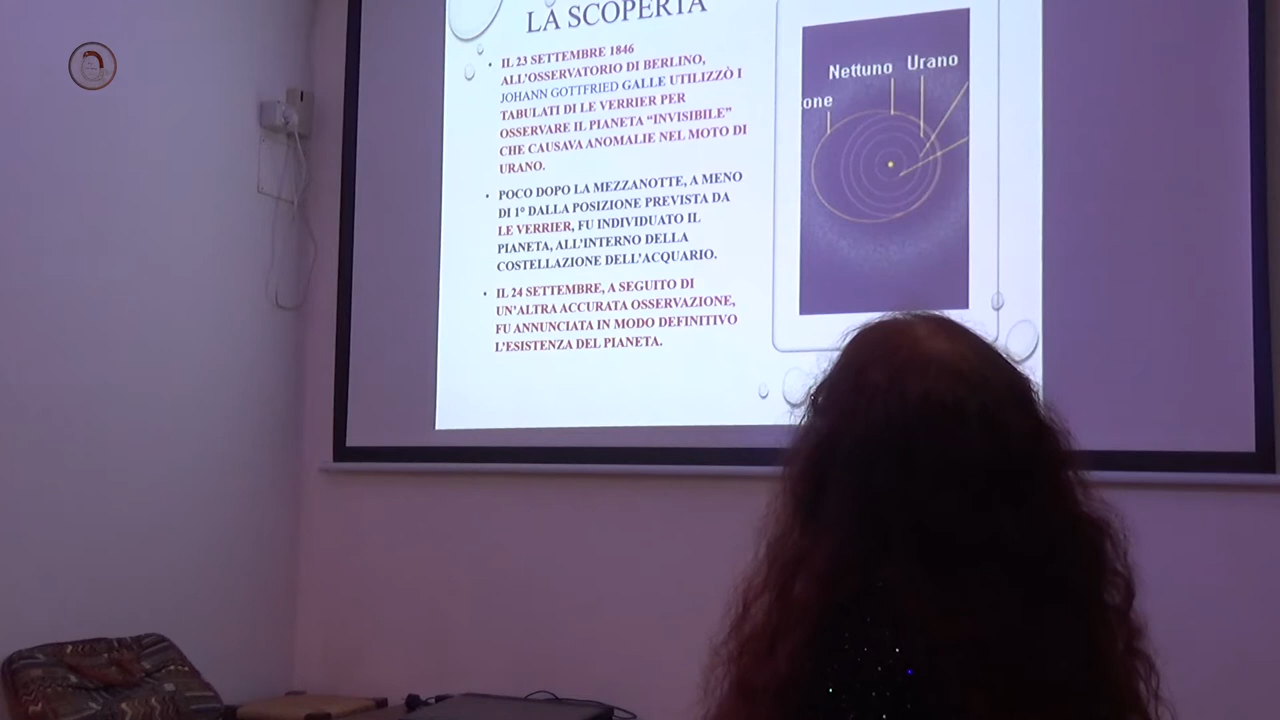 LA SCOPERTA
IL 23 SETTEMBRE 1846
ALL'OSSERVATORIO DI BERLINO,
JOHANN GOTTFRIED GALLE UTILIZZÒ I
TABULATI DI LE VERRIER PER
OSSERVARE IL PIANETA “INVISIBILE”
CHE CAUSAVA ANOMALIE NEL MOTO DI
URANO.
POCO DOPO LA MEZZANOTTE, A MENO
DI 1° DALLA POSIZIONE PREVISTA DA
LE VERRIER, FU INDIVIDUATO IL
PIANETA, ALL'INTERNO DELLA
COSTELLAZIONE DELL'ACQUARIO.
IL 24 SETTEMBRE, A SEGUITO DI
UN'ALTRA ACCURATA OSSERVAZIONE,
FU ANNUNCIATA IN MODO DEFINITIVO
L'ESISTENZA DEL PIANETA.
Nettuno Urano
one